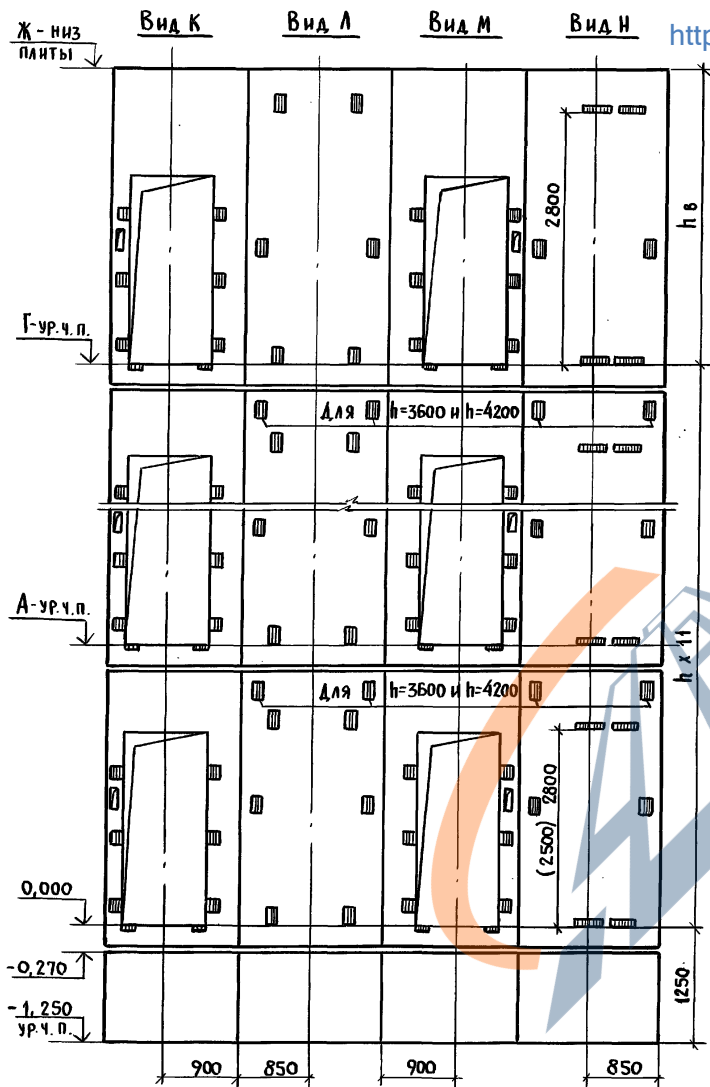 Вид К Вид Л Вид М Вид Н
http
Ж - низ
плиты
2800
h в
Г-ур.ч.п.
Для h=3600 и h=4200
А-ур.ч.п.
h x 11
Для h=3600 и h=4200
(2500) 2800
0,000
-0,270
-1,250
ур.ч.п.
1250
900 850 900 850